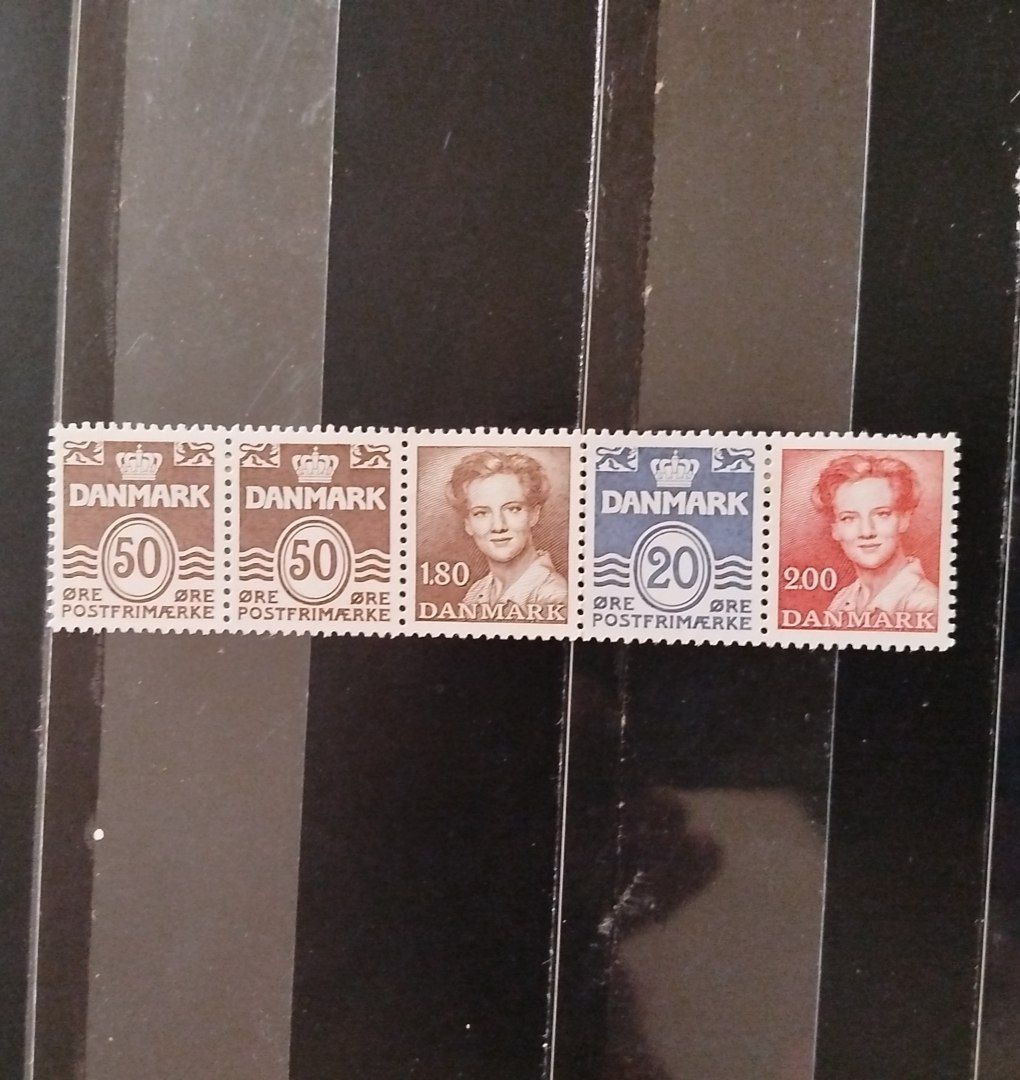 DANMARK
50
ØRE ØRE
POSTFRIMÆRKE
DANMARK
50
ØRE ØRE
POSTFRIMÆRKE
1.80
DANMARK
DANMARK
20
ØRE ØRE
POSTFRIMÆRKE
2.00
DANMARK